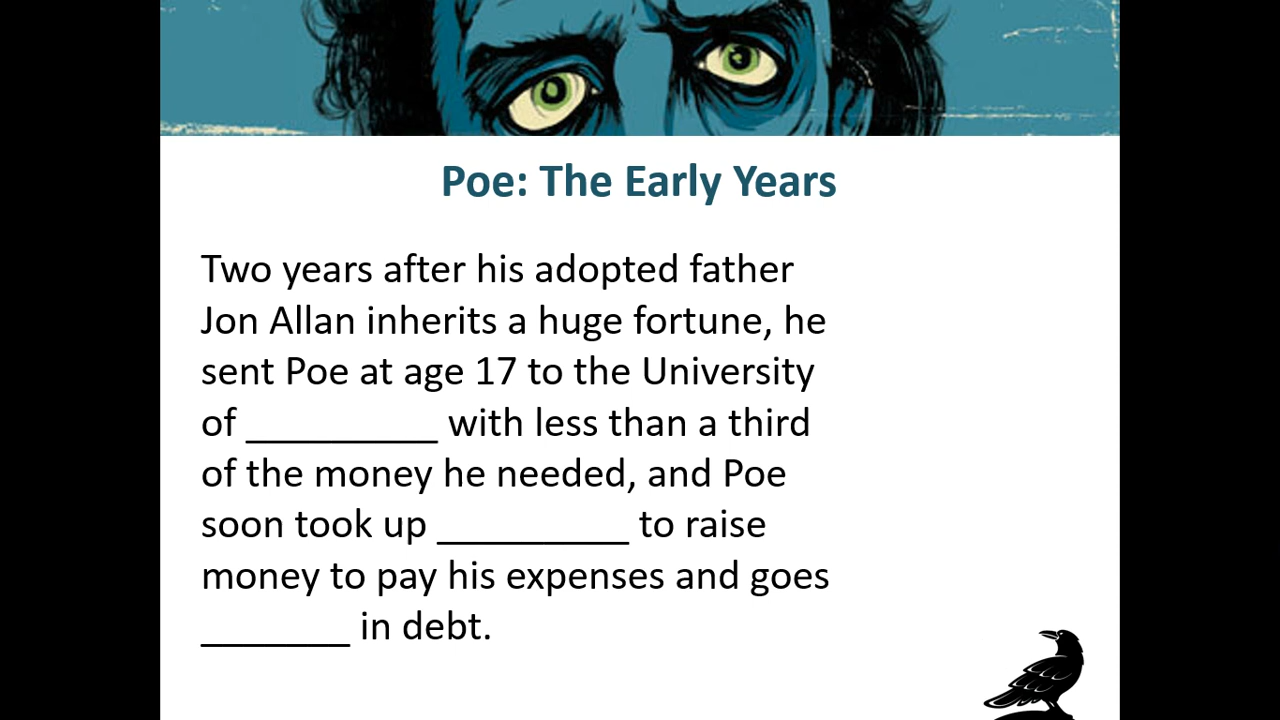 Poe: The Early Years
Two years after his adopted father
Jon Allan inherits a huge fortune, he
sent Poe at age 17 to the University
of _________ with less than a third
of the money he needed, and Poe
soon took up _________ to raise
money to pay his expenses and goes
_______ in debt.